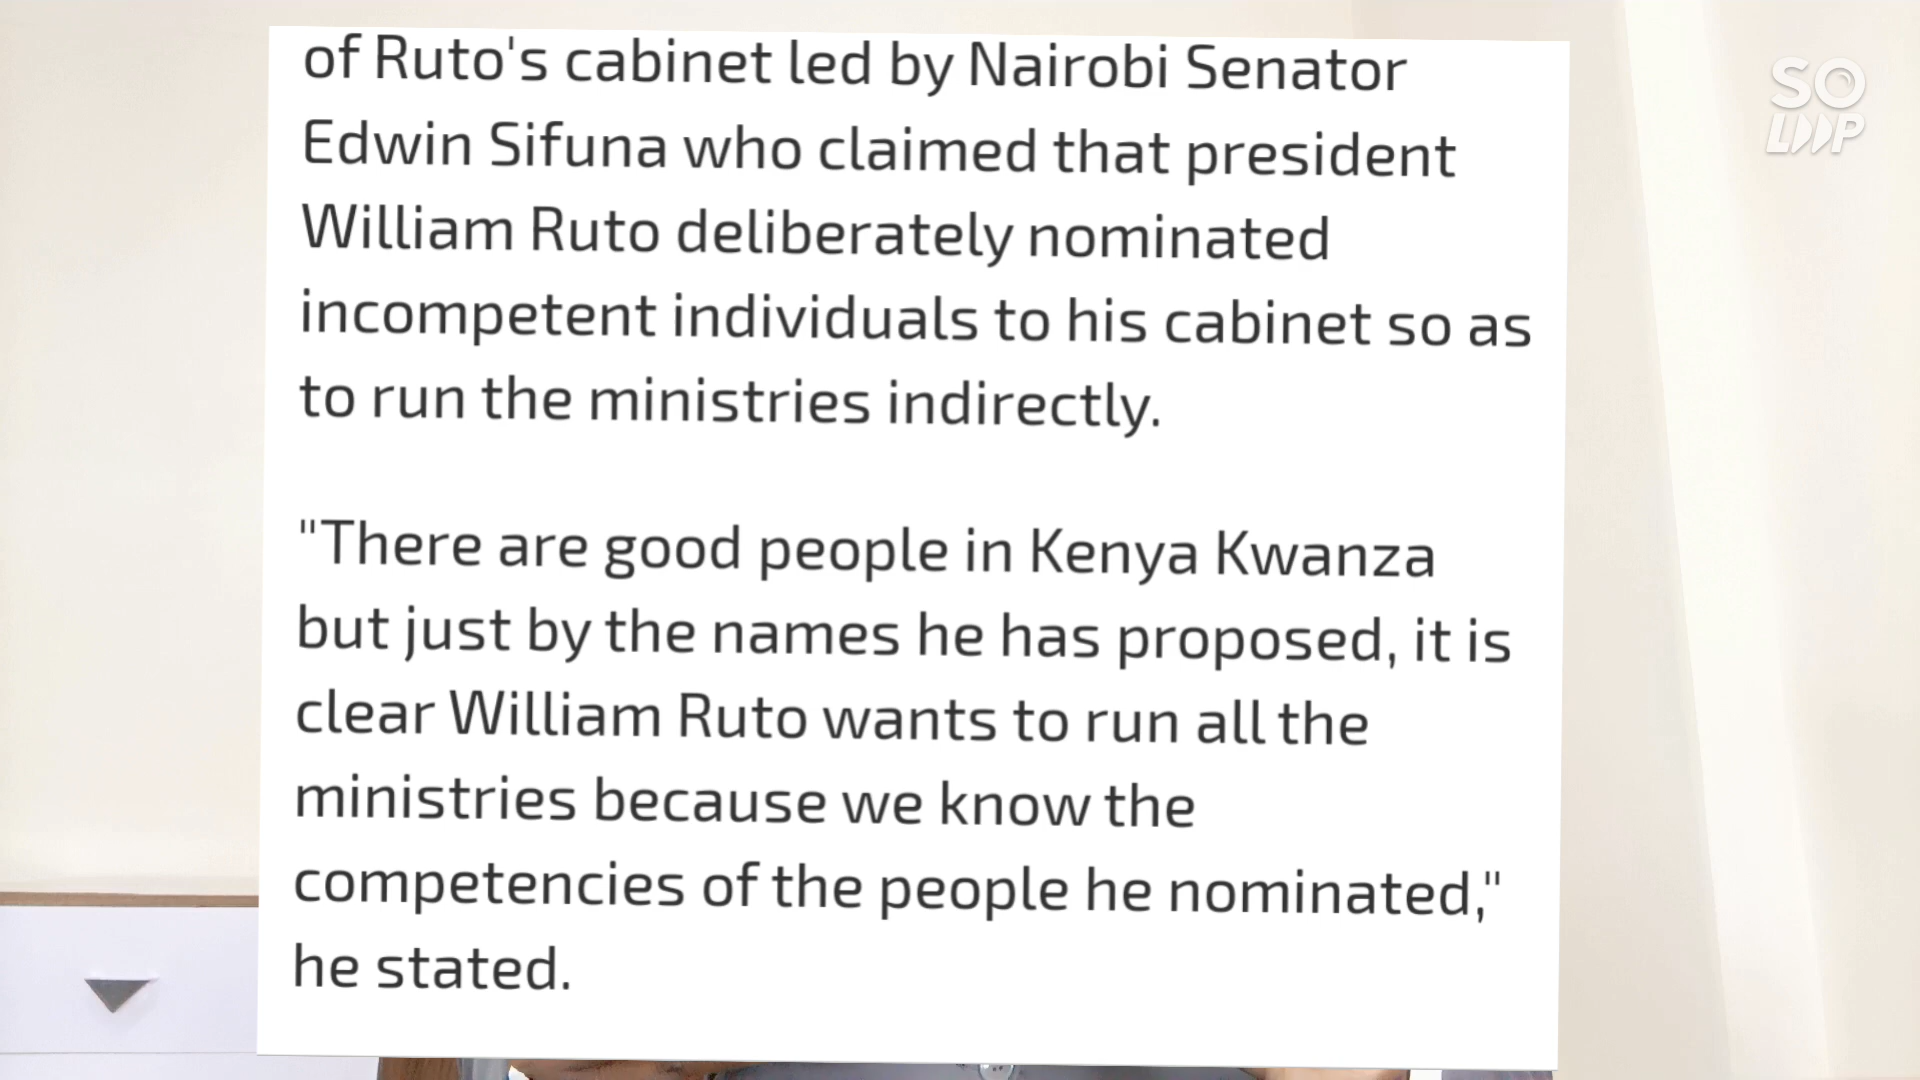 SO
LOOP
of Ruto's cabinet led by Nairobi Senator
Edwin Sifuna who claimed that president
William Ruto deliberately nominated
incompetent individuals to his cabinet so as
to run the ministries indirectly.
"There are good people in Kenya Kwanza
but just by the names he has proposed, it is
clear William Ruto wants to run all the
ministries because we know the
competencies of the people he nominated,"
he stated.